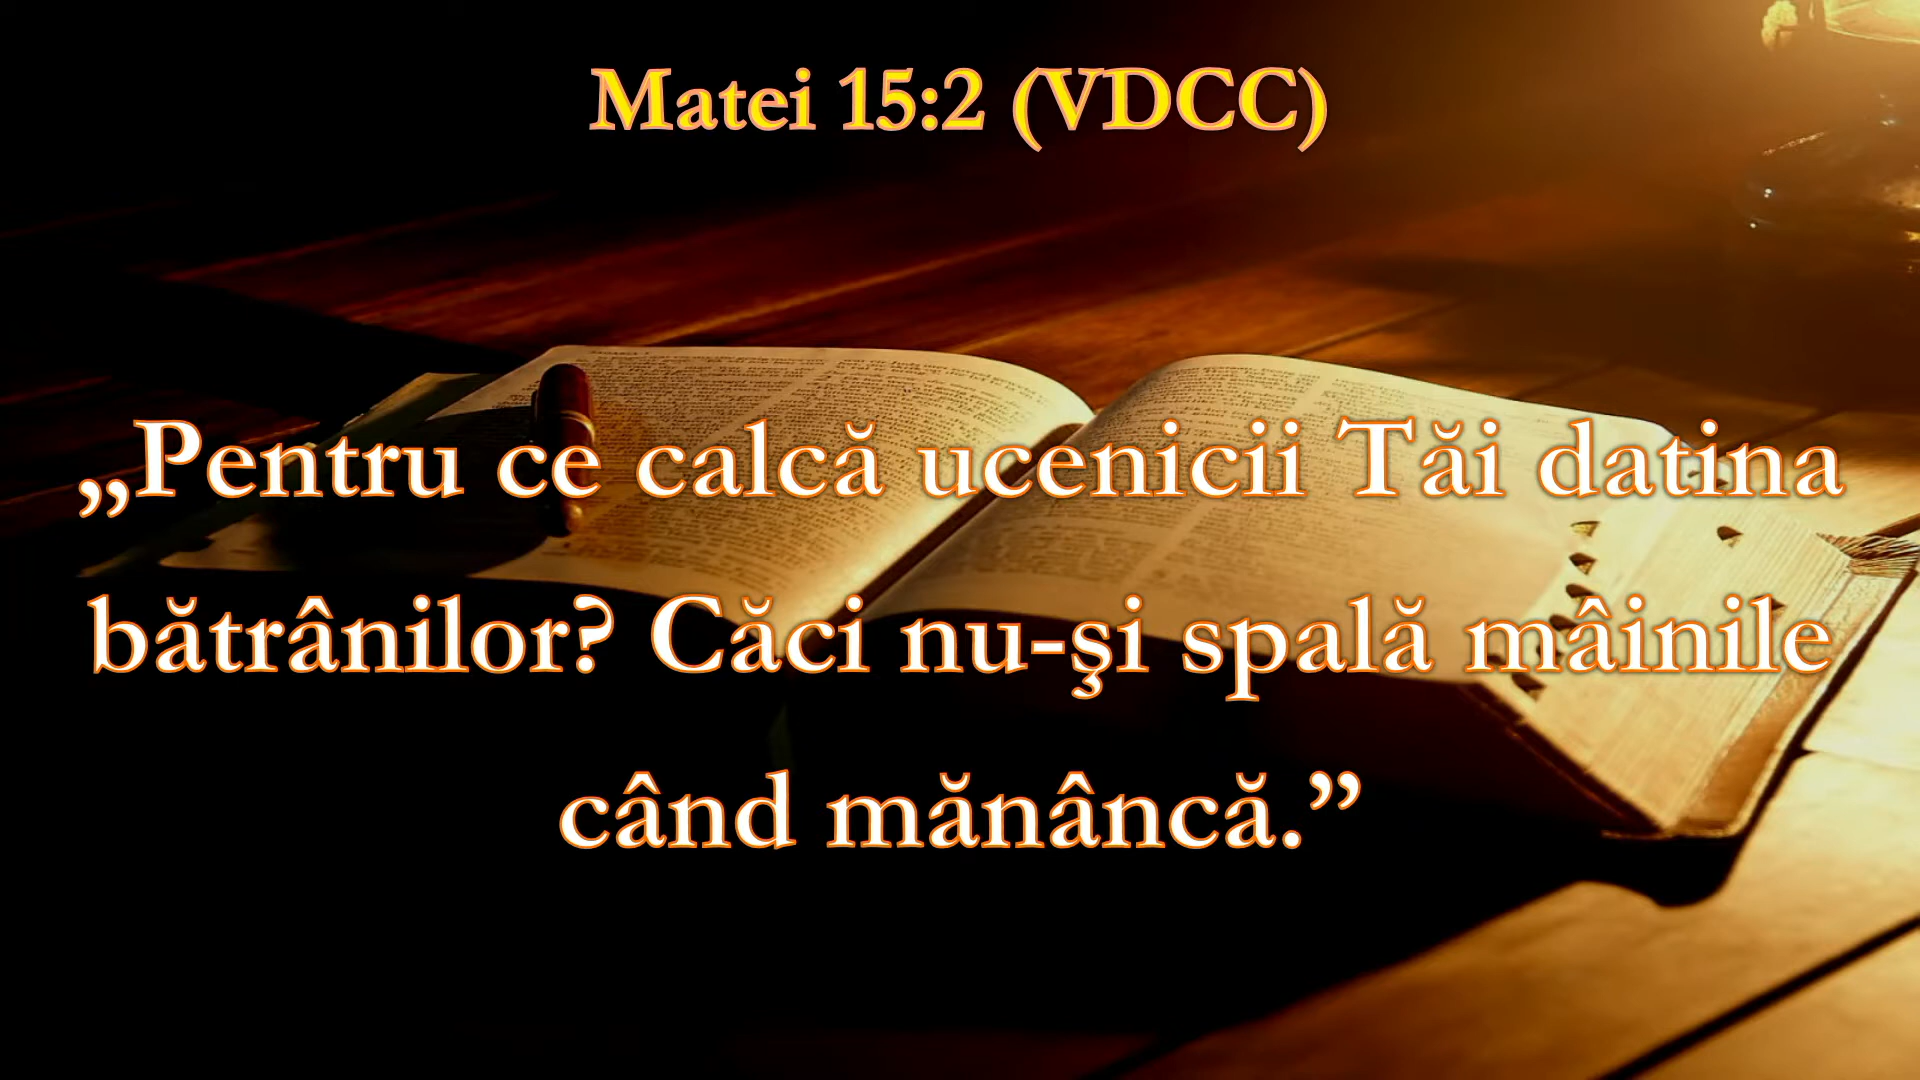 Matei 15:2 (VDCC)
„Pentru ce calcă ucenicii Tăi datina
bătrânilor? Căci nu-şi spală mâinile
când mănâncă.”